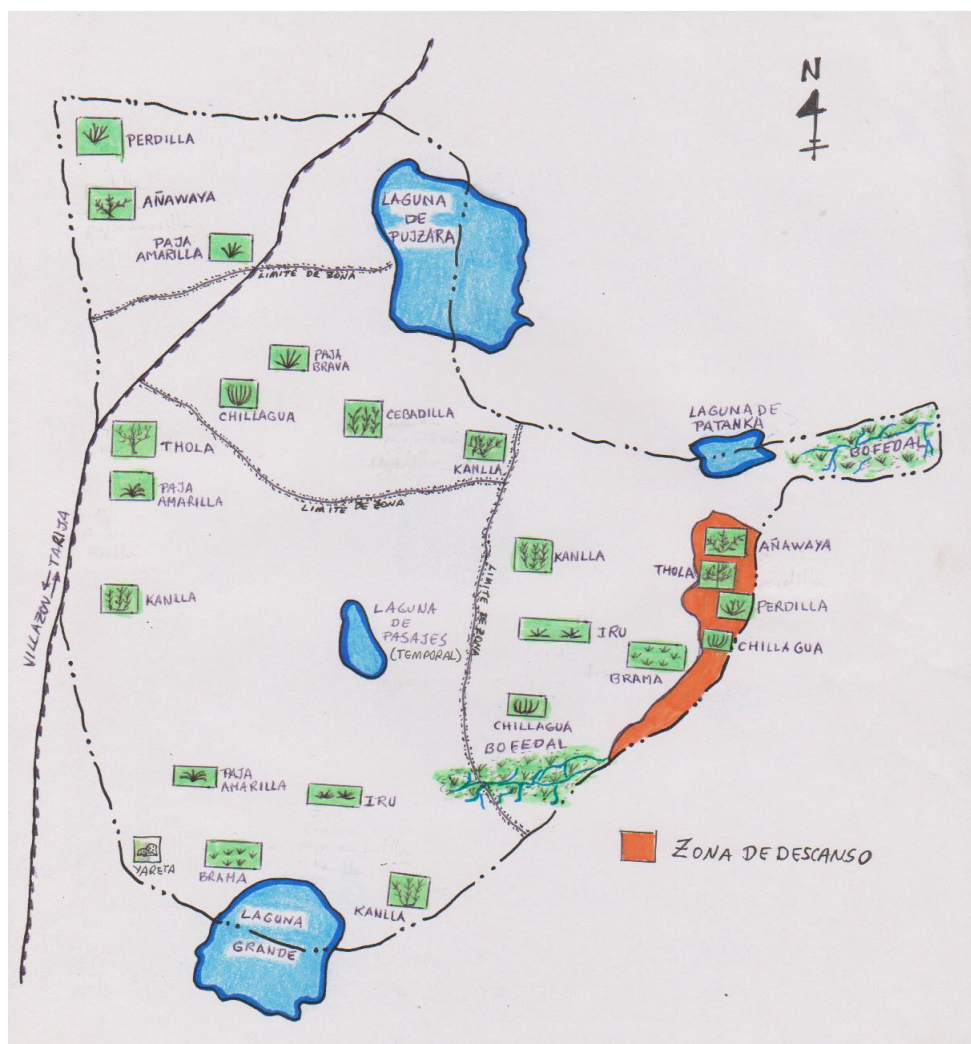 N
PERDILLA
AÑAWAYA
PAJA
AMARILLA
LAGUNA
DE
PUJZARA
LIMITE DE ZONA
PAJA
BRAVA
CHILLAGUA
CEBADILLA
KANLLA
LAGUNA DE
PATANKA
BOFEDAL
THOLA
PAJA
AMARILLA
LIMITE DE ZONA
VILLAZON
TARIJA
KANLLA
LAGUNA
DE
PASAJES
(TEMPORAL)
LIMITE DE ZONA
KANLLA
AÑAWAYA
THOLA
PERDILLA
IRU
CHILLAGUA
BRAMA
CHILLAGUA
BOFEDAL
PAJA
AMARILLA
IRU
YARETA
BRAMA
KANLLA
LAGUNA
GRANDE
ZONA DE DESCANSO